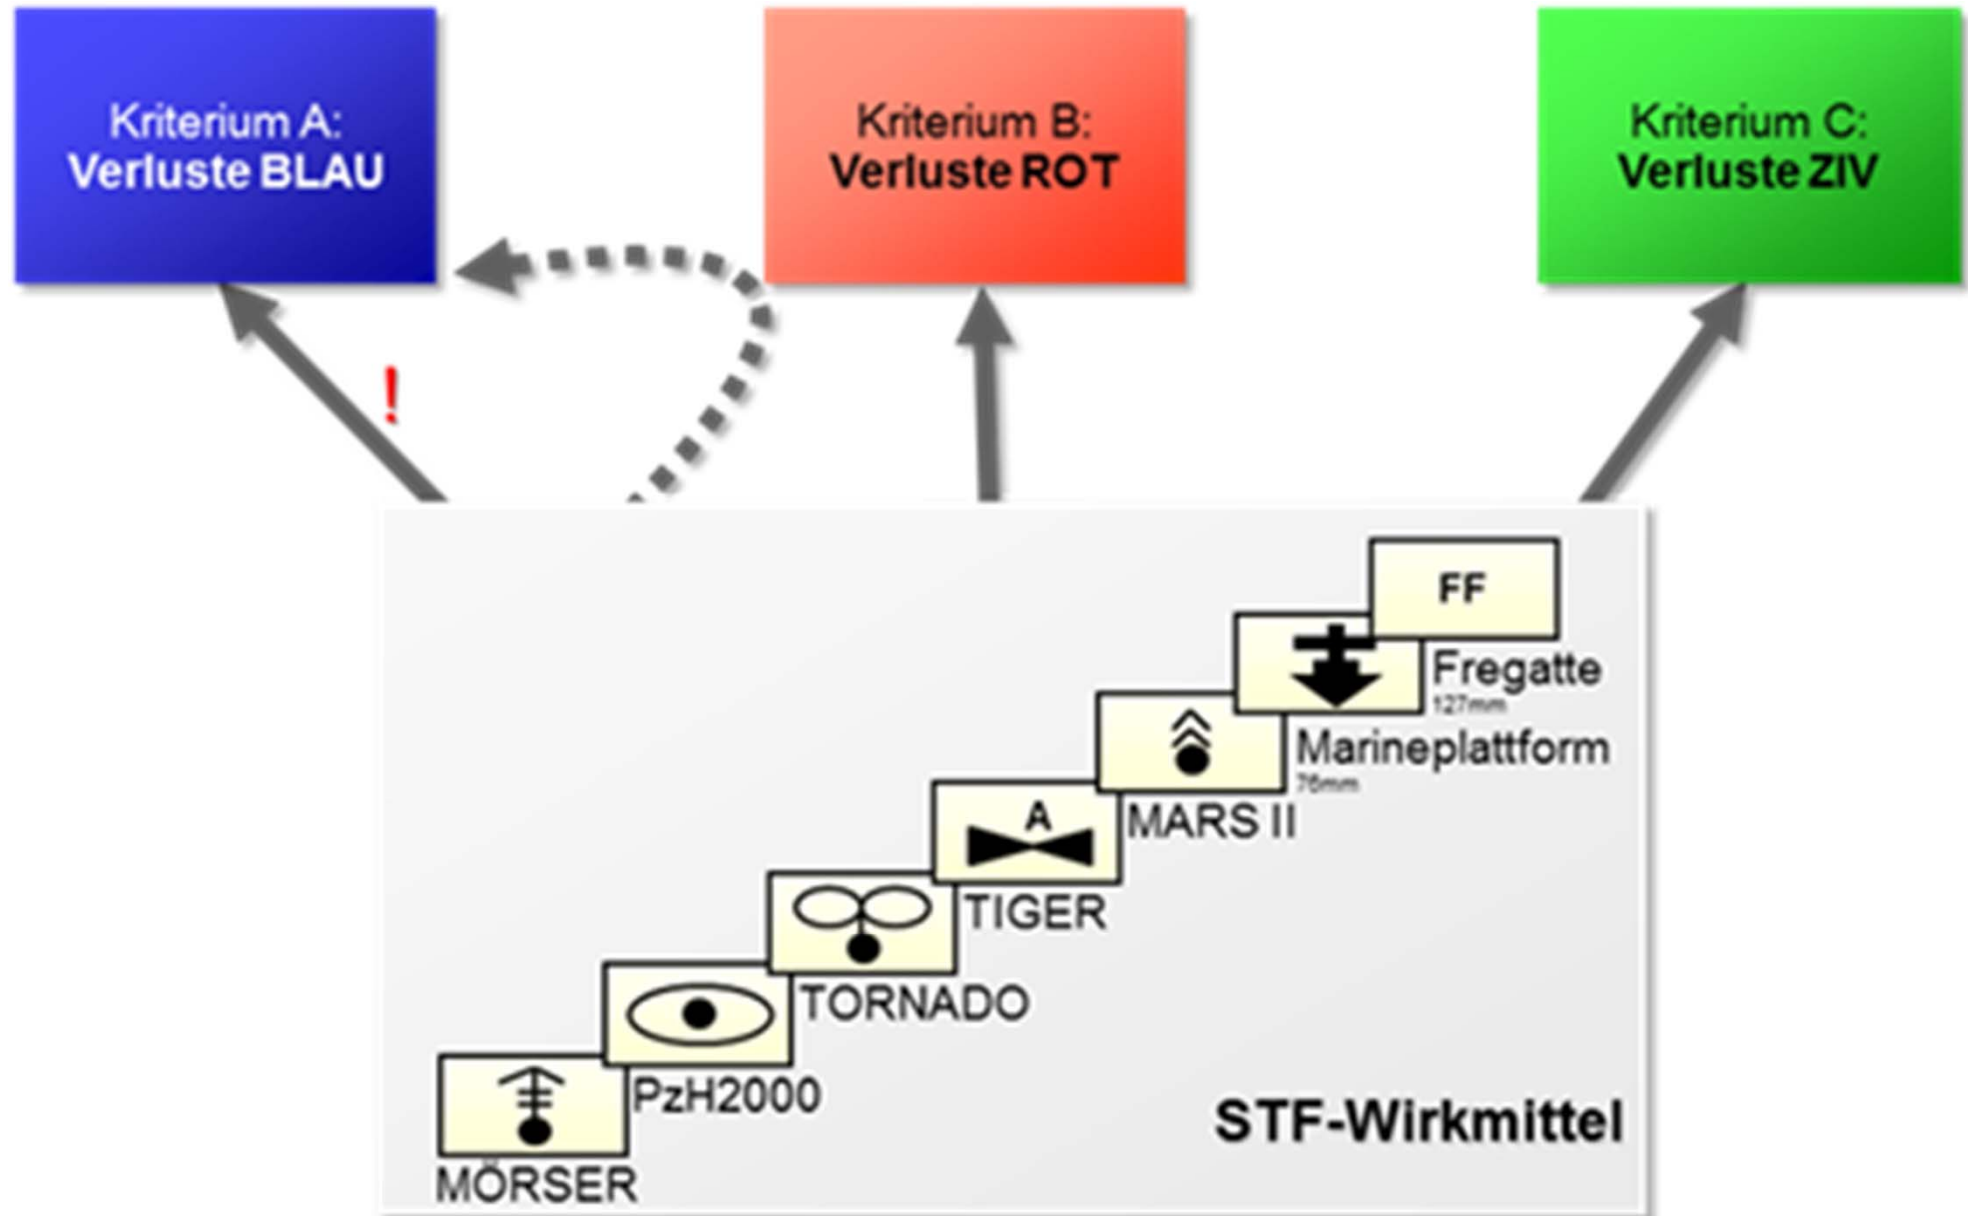 Kriterium A:
Verluste BLAU
Kriterium B:
Verluste ROT
Kriterium C:
Verluste ZIV
!
FF
Fregatte
127mm
Marineplattform
76mm
MARS II
A
TIGER
TORNADO
PzH2000
MÖRSER
STF-Wirkmittel